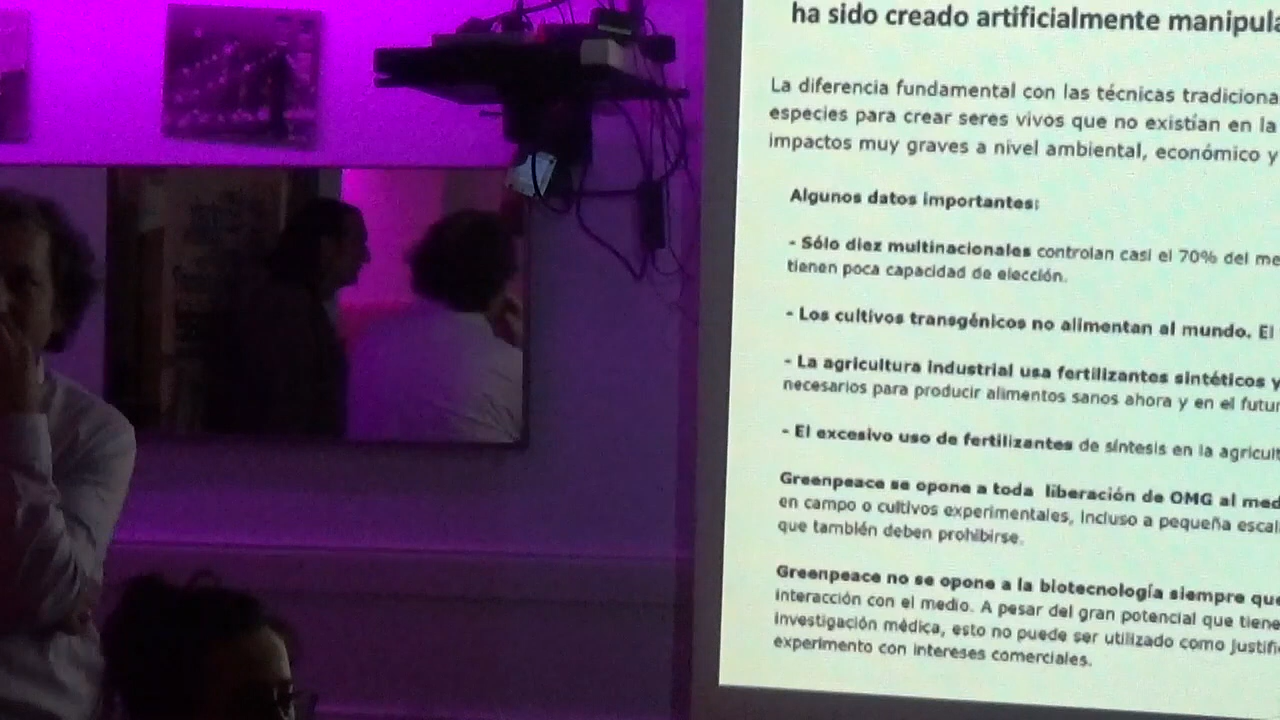 ha sido creado artificialmente manipula
La diferencia fundamental con las técnicas tradiciona
especies para crear seres vivos que no existían en la
impactos muy graves a nivel ambiental, económico y
Algunos datos importantes:
- Sólo diez multinacionales controlan casi el 70% del me
tienen poca capacidad de elección.
- Los cultivos transgénicos no alimentan al mundo. El
- La agricultura industrial usa fertilizantes sintéticos y
necesarios para producir alimentos sanos ahora y en el futur
- El excesivo uso de fertilizantes de síntesis en la agricult
Greenpeace se opone a toda liberación de OMG al med
en campo o cultivos experimentales, incluso a pequeña escal
que también deben prohibirse.
Greenpeace no se opone a la biotecnología siempre que
interacción con el medio. A pesar del gran potencial que tiene
investigación médica, esto no puede ser utilizado como justifi
experimento con intereses comerciales.